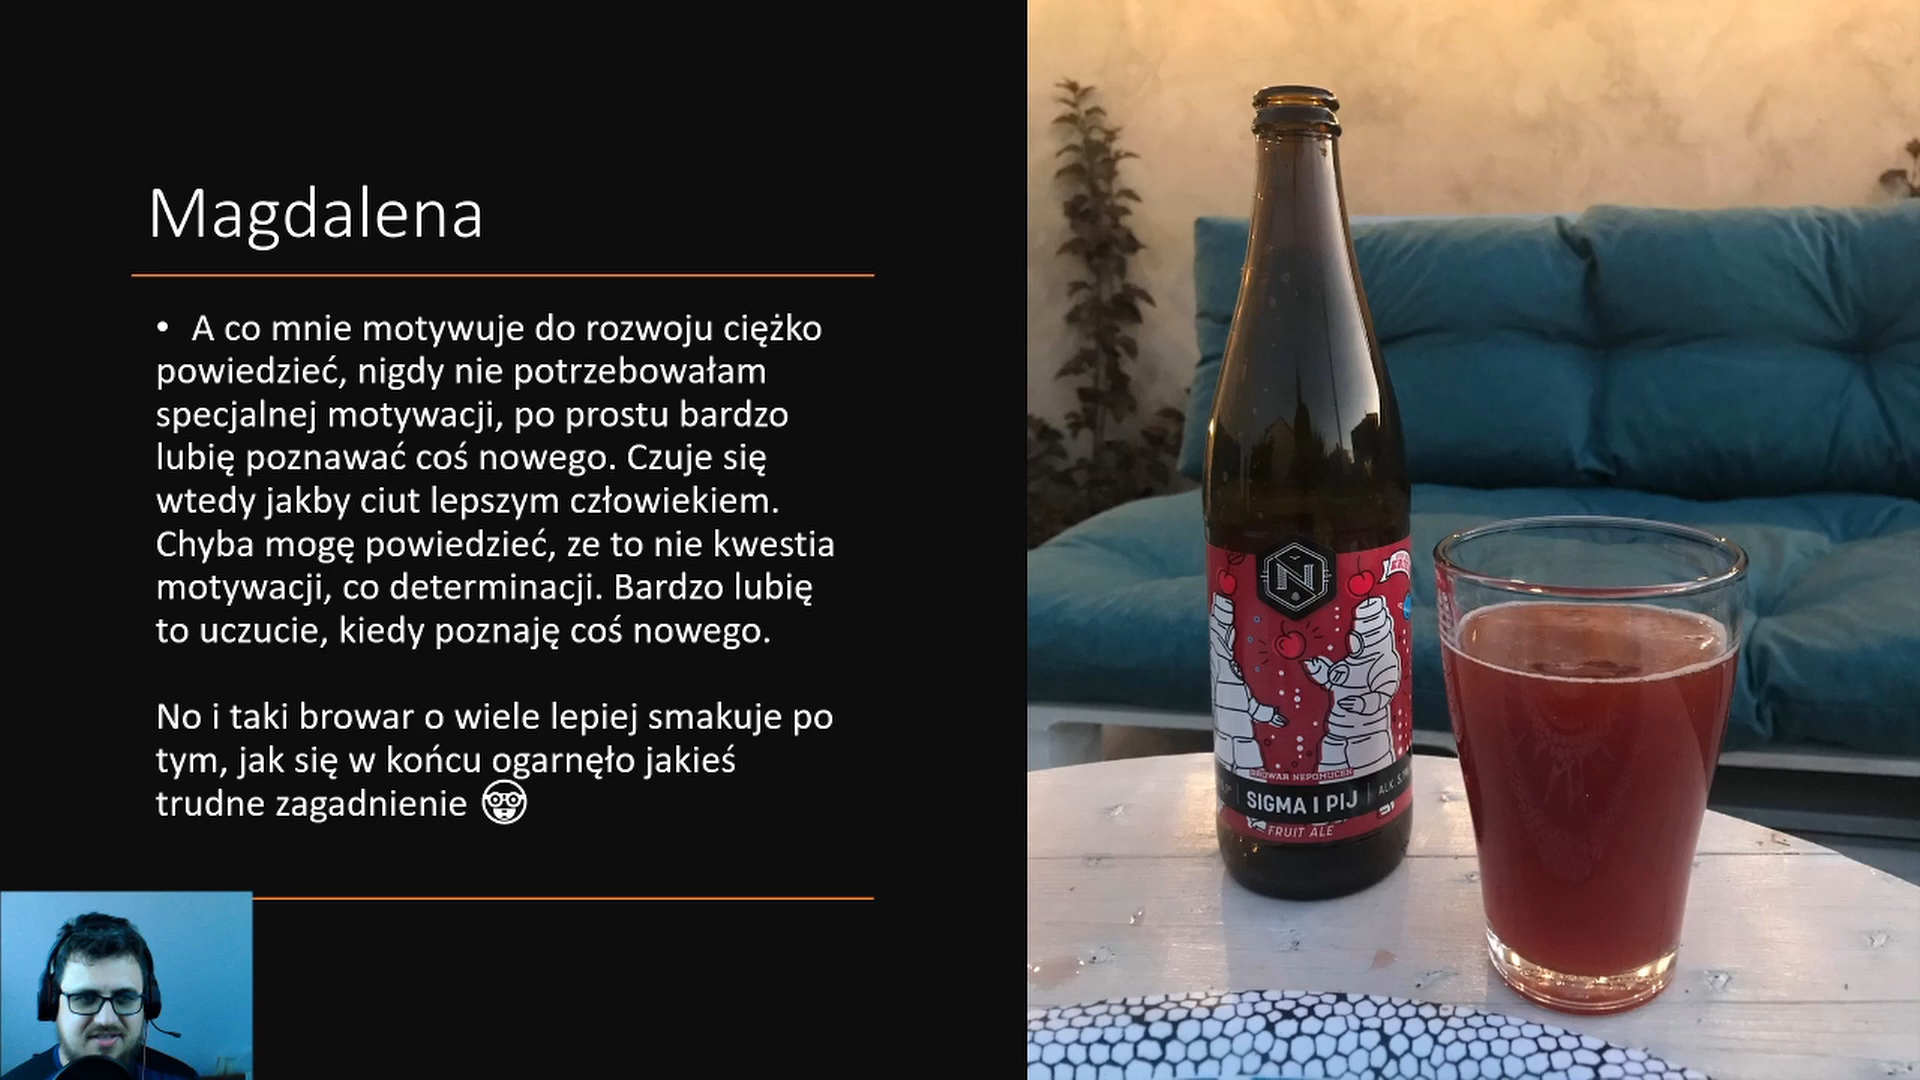 Magdalena
• A co mnie motywuje do rozwoju ciężko
powiedzieć, nigdy nie potrzebowałam
specjalnej motywacji, po prostu bardzo
lubię poznawać coś nowego. Czuje się
wtedy jakby ciut lepszym człowiekiem.
Chyba mogę powiedzieć, ze to nie kwestia
motywacji, co determinacji. Bardzo lubię
to uczucie, kiedy poznaję coś nowego.
No i taki browar o wiele lepiej smakuje po
tym, jak się w końcu ogarnęło jakieś
trudne zagadnienie 🤓
N
BROWAR NEPOMUCEN
SIGMA I PIJ
ALK.
FRUIT ALE